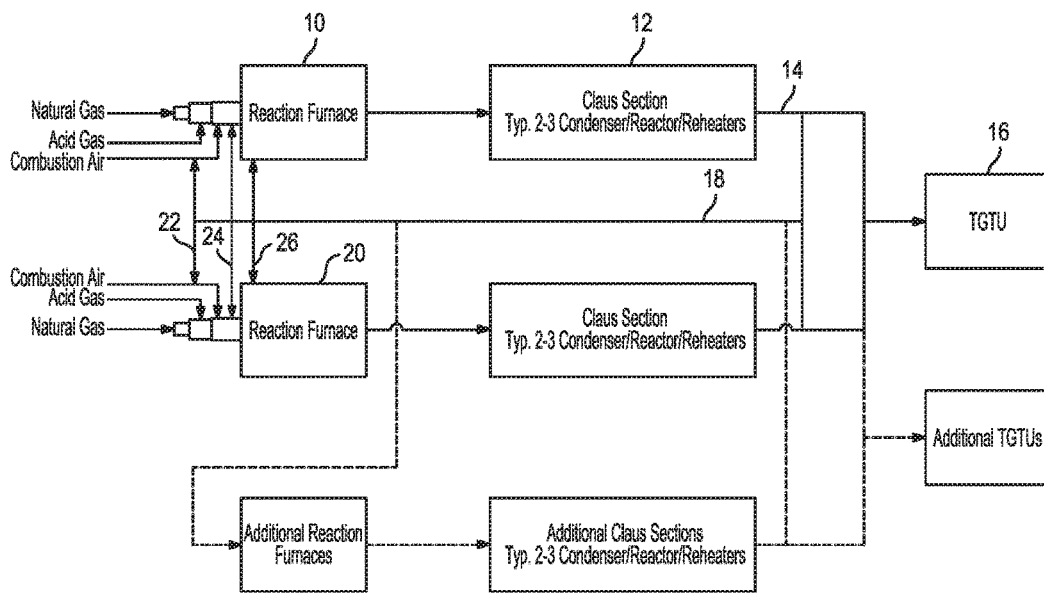 10
12
14
Natural Gas
Acid Gas
Combustion Air
Reaction Furnace
Claus Section
Typ. 2-3 Condenser/Reactor/Reheaters
16
TGTU
18
22
24
26
20
Combustion Air
Acid Gas
Natural Gas
Reaction Furnace
Claus Section
Typ. 2-3 Condenser/Reactor/Reheaters
Additional TGTUs
Additional Reaction
Furnaces
Additional Claus Sections
Typ. 2-3 Condenser/Reactor/Reheaters